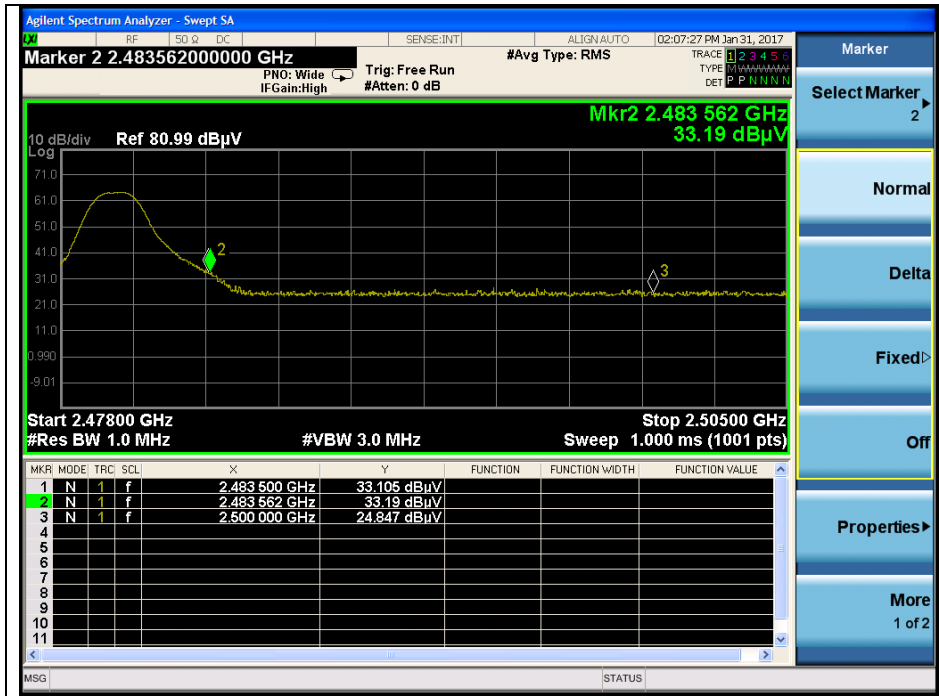 Agilent Spectrum Analyzer - Swept SA
LXI RF 50 Ω DC SENSE:INT ALIGN AUTO 02:07:27 PM Jan 31, 2017
Marker 2 2.483562000000 GHz
PNO: Wide
IFGain:High
Trig: Free Run
#Atten: 0 dB
#Avg Type: RMS
TRACE 1 2 3 4 5 6
TYPE M W W W W W
DET P P N N N N
Mkr2 2.483 562 GHz
33.19 dBµV
10 dB/div Ref 80.99 dBµV
Log
71.0
61.0
51.0
41.0
31.0
21.0
11.0
0.990
-9.01
2
3
Start 2.47800 GHz Stop 2.50500 GHz
#Res BW 1.0 MHz #VBW 3.0 MHz Sweep 1.000 ms (1001 pts)
MKR MODE TRC SCL X Y FUNCTION FUNCTION WIDTH FUNCTION VALUE
1 N 1 f 2.483 500 GHz 33.105 dBµV
2 N 1 f 2.483 562 GHz 33.19 dBµV
3 N 1 f 2.500 000 GHz 24.847 dBµV
4
5
6
7
8
9
10
11
MSG STATUS
Marker
Select Marker
2
Normal
Delta
Fixed
Off
Properties
More
1 of 2